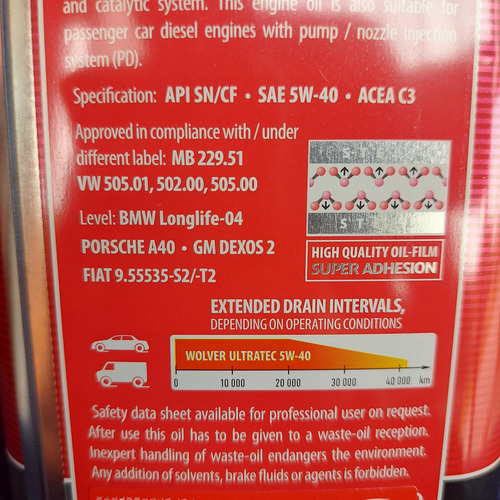 and catalytic system. This engine oil is also suitable for
passenger car diesel engines with pump / nozzle injection
system (PD).
Specification: API SN/CF • SAE 5W-40 • ACEA C3
Approved in compliance with / under
different label: MB 229.51
VW 505.01, 502.00, 505.00
Level: BMW Longlife-04
PORSCHE A40 • GM DEXOS 2
FIAT 9.55535-S2/-T2
S T
HIGH QUALITY OIL-FILM
SUPER ADHESION
EXTENDED DRAIN INTERVALS,
DEPENDING ON OPERATING CONDITIONS
WOLVER ULTRATEC 5W-40
0 10 000 20 000 30 000 40 000 km
Safety data sheet available for professional user on request.
After use this oil has to be given to a waste-oil reception.
Inexpert handling of waste-oil endangers the environment.
Any addition of solvents, brake fluids or agents is forbidden.